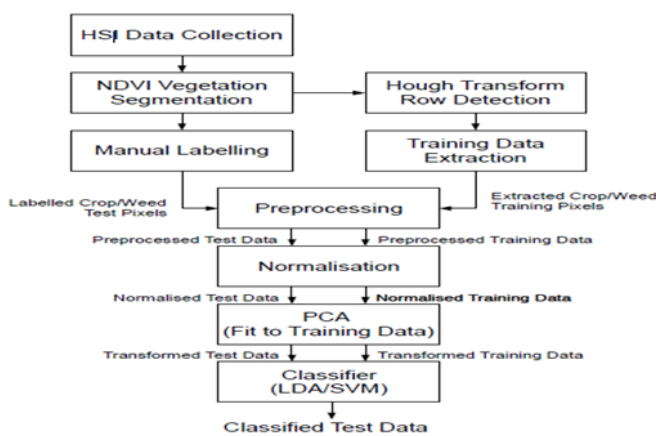 HSI Data Collection
NDVI Vegetation
Segmentation
Hough Transform
Row Detection
Manual Labelling
Training Data
Extraction
Labelled Crop/Weed
Test Pixels
Extracted Crop/Weed
Training Pixels
Preprocessing
Preprocessed Test Data
Preprocessed Training Data
Normalisation
Normalised Test Data
Normalised Training Data
PCA
(Fit to Training Data)
Transformed Test Data
Transformed Training Data
Classifier
(LDA/SVM)
Classified Test Data